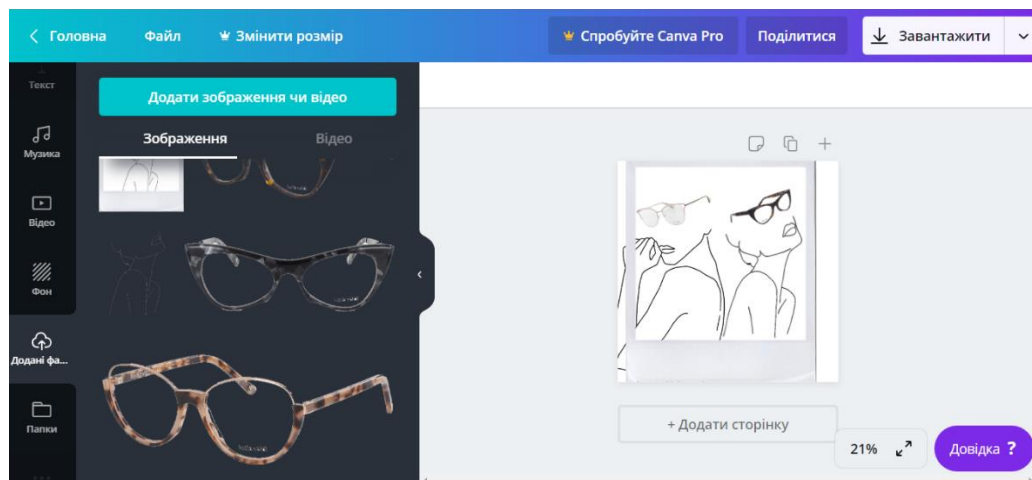 Головна
Файл
Змінити розмір
Спробуйте Canva Pro
Поділитися
Завантажити
Текст
Музика
Відео
Фон
Додані фа...
Папки
Додати зображення чи відео
Зображення
Відео
+ Додати сторінку
21%
Довідка ?